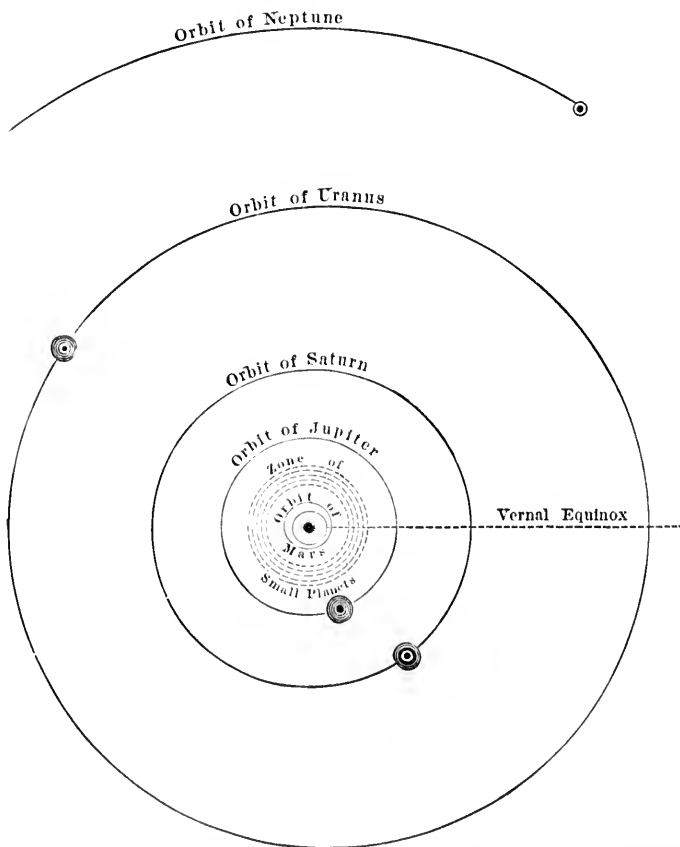 Orbit of Neptune
Orbit of Uranus
Orbit of Saturn
Orbit of Jupiter
Zone of
Orbit of
Mars
Small Planets
Vernal Equinox